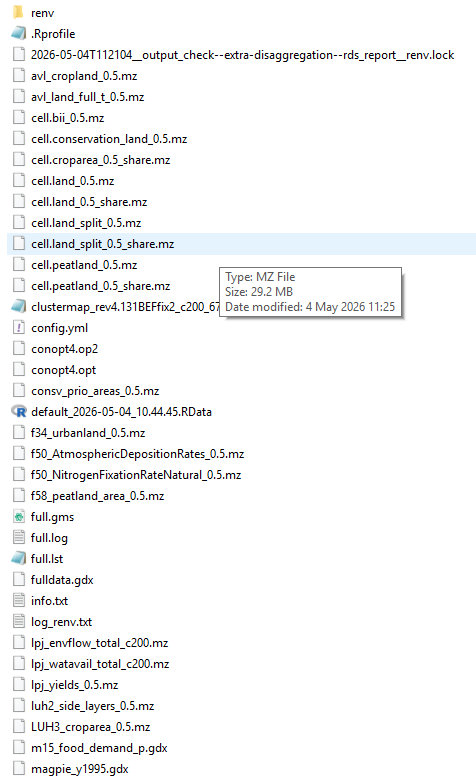 renv
.Rprofile
2026-05-04T112104__output_check--extra-disaggregation--rds_report__renv.lock
avl_cropland_0.5.mz
avl_land_full_t_0.5.mz
cell.bii_0.5.mz
cell.conservation_land_0.5.mz
cell.croparea_0.5_share.mz
cell.land_0.5.mz
cell.land_0.5_share.mz
cell.land_split_0.5.mz
cell.land_split_0.5_share.mz
cell.peatland_0.5.mz
Type: MZ File
cell.peatland_0.5_share.mz
Size: 29.2 MB
clustermap_rev4.131BEFfix2_c200_67
Date modified: 4 May 2026 11:25
config.yml
conopt4.op2
conopt4.opt
consv_prio_areas_0.5.mz
default_2026-05-04_10.44.45.RData
f34_urbanland_0.5.mz
f50_AtmosphericDepositionRates_0.5.mz
f50_NitrogenFixationRateNatural_0.5.mz
f58_peatland_area_0.5.mz
full.gms
full.log
full.lst
fulldata.gdx
info.txt
log_renv.txt
lpj_envflow_total_c200.mz
lpj_watavail_total_c200.mz
lpj_yields_0.5.mz
luh2_side_layers_0.5.mz
LUH3_croparea_0.5.mz
m15_food_demand_p.gdx
magpie_y1995.gdx